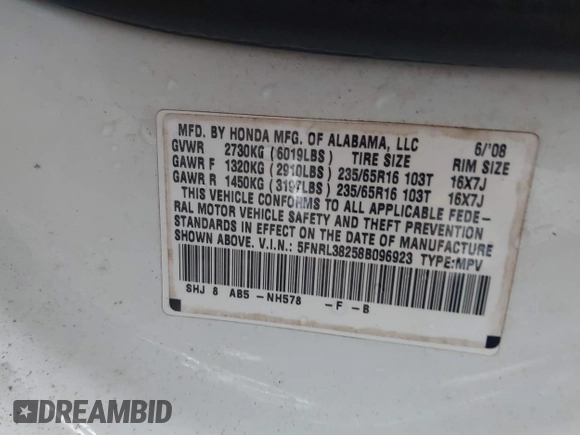 MFD. BY HONDA MFG. OF ALABAMA, LLC 6/'08
GVWR 2730KG (6019LBS) TIRE SIZE RIM SIZE
GAWR F 1320KG (2910LBS) 235/65R16 103T 16X7J
GAWR R 1450KG (3197LBS) 235/65R16 103T 16X7J
THIS VEHICLE CONFORMS TO ALL APPLICABLE FEDE-
RAL MOTOR VEHICLE SAFETY AND THEFT PREVENTION
STANDARDS IN EFFECT ON THE DATE OF MANUFACTURE
SHOWN ABOVE. V.I.N.: 5FNRL38258B096923 TYPE:MPV
SHJ 8 AB5 -NH578 -F -B
DREAMBID